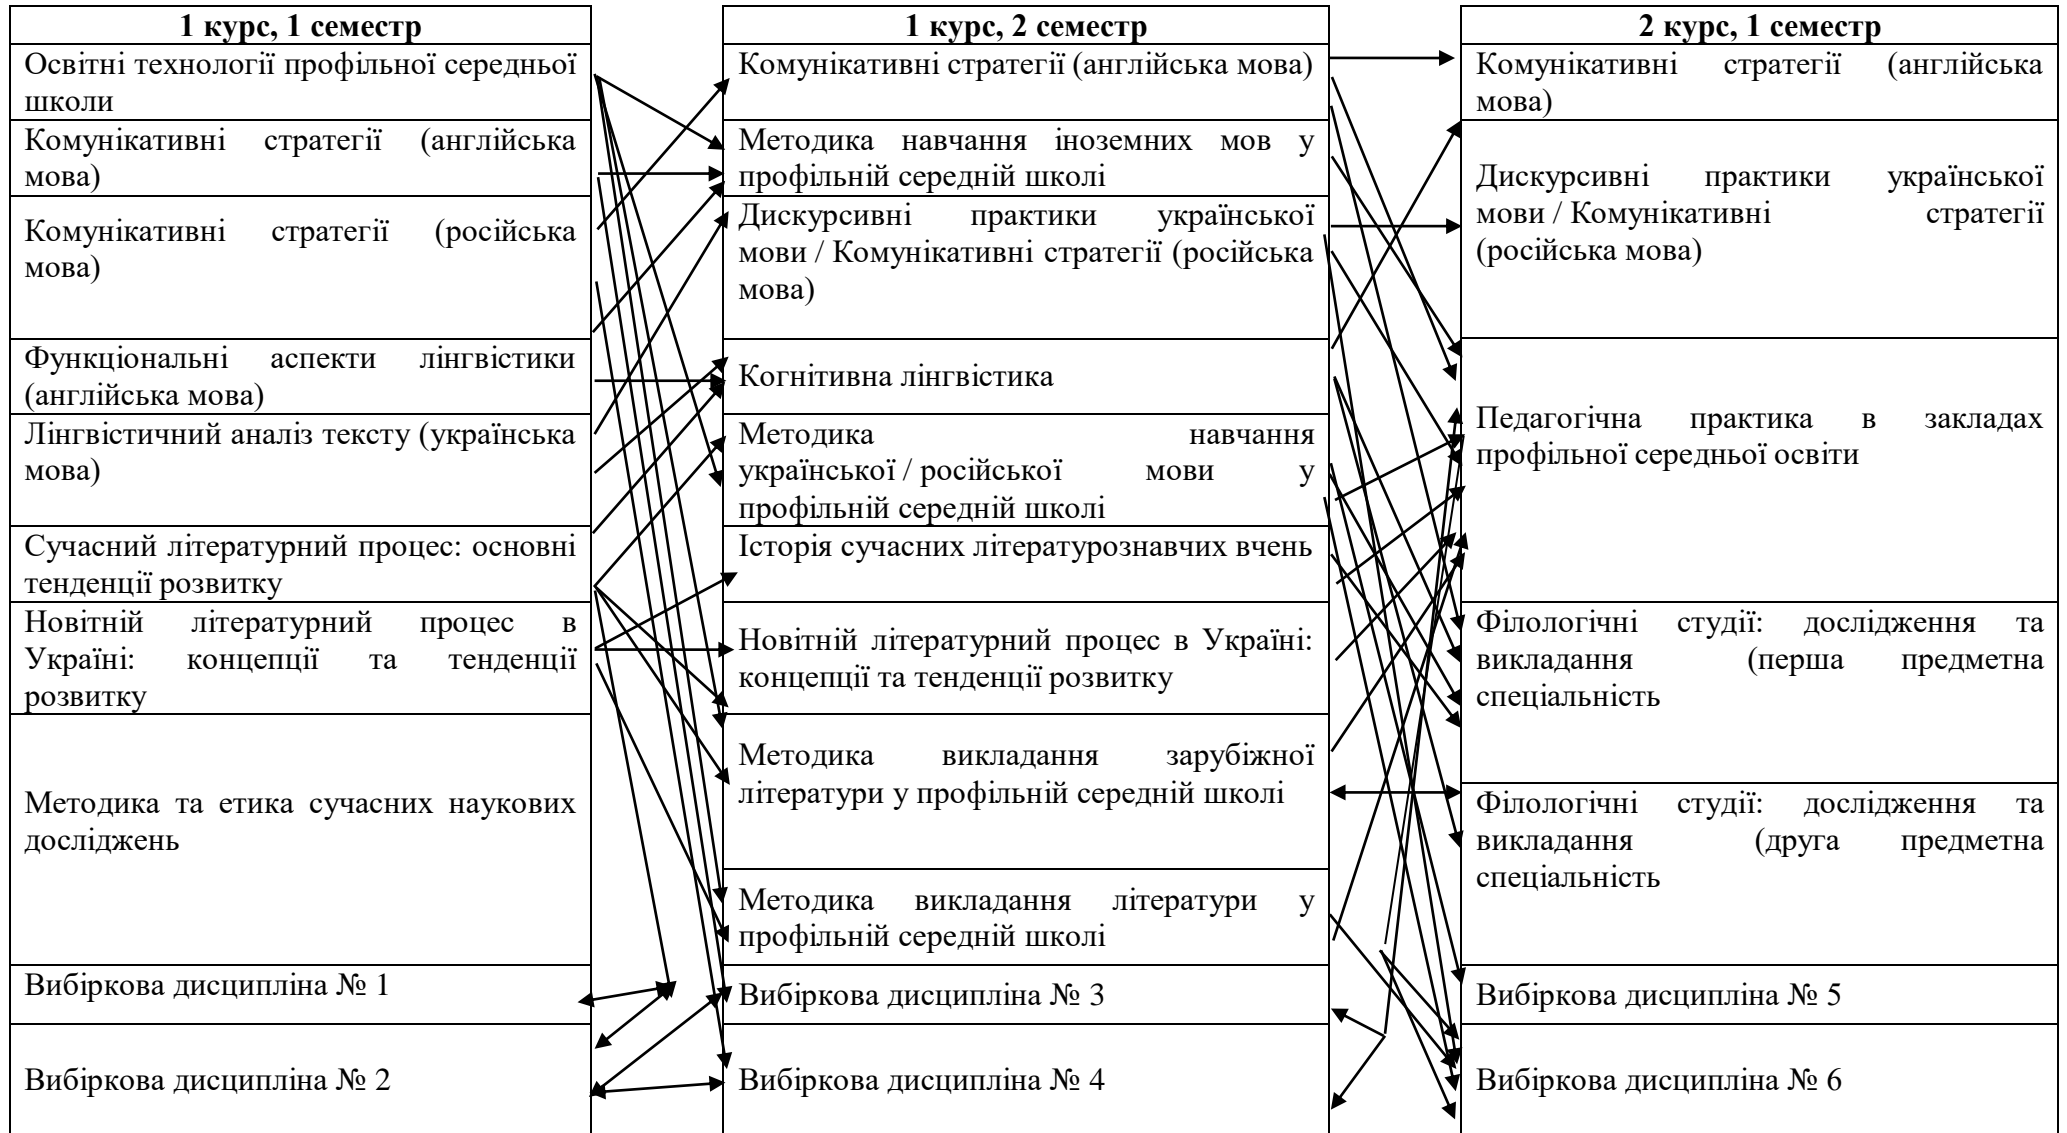 1 курс, 1 семестр
Освітні технології профільної середньої
школи
Комунікативні стратегії (англійська
мова)
Комунікативні стратегії (російська
мова)
Функціональні аспекти лінгвістики
(англійська мова)
Лінгвістичний аналіз тексту (українська
мова)
Сучасний літературний процес: основні
тенденції розвитку
Новітній літературний процес в
Україні: концепції та тенденції
розвитку
Методика та етика сучасних наукових
досліджень
Вибіркова дисципліна № 1
Вибіркова дисципліна № 2
1 курс, 2 семестр
Комунікативні стратегії (англійська мова)
Методика навчання іноземних мов у
профільній середній школі
Дискурсивні практики української
мови / Комунікативні стратегії (російська
мова)
Когнітивна лінгвістика
Методика навчання
української / російської мови у
профільній середній школі
Історія сучасних літературознавчих вчень
Новітній літературний процес в Україні:
концепції та тенденції розвитку
Методика викладання зарубіжної
літератури у профільній середній школі
Методика викладання літератури у
профільній середній школі
Вибіркова дисципліна № 3
Вибіркова дисципліна № 4
2 курс, 1 семестр
Комунікативні стратегії (англійська
мова)
Дискурсивні практики української
мови / Комунікативні стратегії
(російська мова)
Педагогічна практика в закладах
профільної середньої освіти
Філологічні студії: дослідження та
викладання (перша предметна
спеціальність
Філологічні студії: дослідження та
викладання (друга предметна
спеціальність
Вибіркова дисципліна № 5
Вибіркова дисципліна № 6